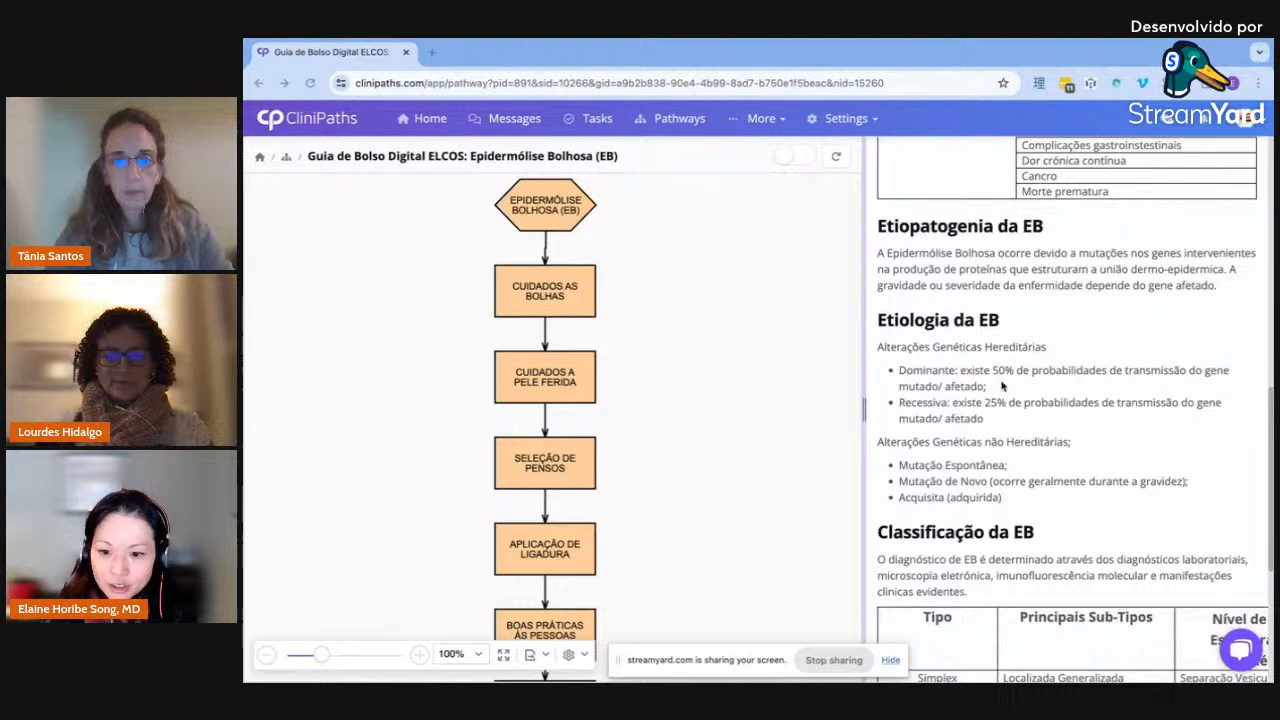 Desenvolvido por
StreamYard
Guia de Bolso Digital ELCOS:
clinipaths.com/app/pathway?pid=891&sid=10266&gid=a9b2b838-90e4-4b99-8ad7-b750e1f5beac&nid=15260
11
CliniPaths
Home
Messages
Tasks
Pathways
More
Settings
Guia de Bolso Digital ELCOS: Epidermólise Bolhosa (EB)
EPIDERMÓLISE
BOLHOSA (EB)
CUIDADOS AS
BOLHAS
CUIDADOS A
PELE FERIDA
SELEÇÃO DE
PENSOS
APLICAÇÃO DE
LIGADURA
BOAS PRÁTICAS
ÀS PESSOAS
100%
Complicações gastroinstestinais
Dor crónica contínua
Cancro
Morte prematura
Etiopatogenia da EB
A Epidermólise Bolhosa ocorre devido a mutações nos genes intervenientes
na produção de proteínas que estruturam a união dermo-epidermica. A
gravidade ou severidade da enfermidade depende do gene afetado.
Etiologia da EB
Alterações Genéticas Hereditárias
Dominante: existe 50% de probabilidades de transmissão do gene
mutado/ afetado;
Recessiva: existe 25% de probabilidades de transmissão do gene
mutado/ afetado
Alterações Genéticas não Hereditárias;
Mutação Espontânea;
Mutação de Novo (ocorre geralmente durante a gravidez);
Acquisita (adquirida)
Classificação da EB
O diagnóstico de EB é determinado através dos diagnósticos laboratoriais,
microscopia eletrónica, imunofluorescência molecular e manifestações
clinicas evidentes.
Tipo
Principais Sub-Tipos
Nível de
Simplex
Localizada Generalizada
Separação Vesicu
streamyard.com is sharing your screen.
Stop sharing
Hide
Tânia Santos
Lourdes Hidalgo
Elaine Horibe Song, MD